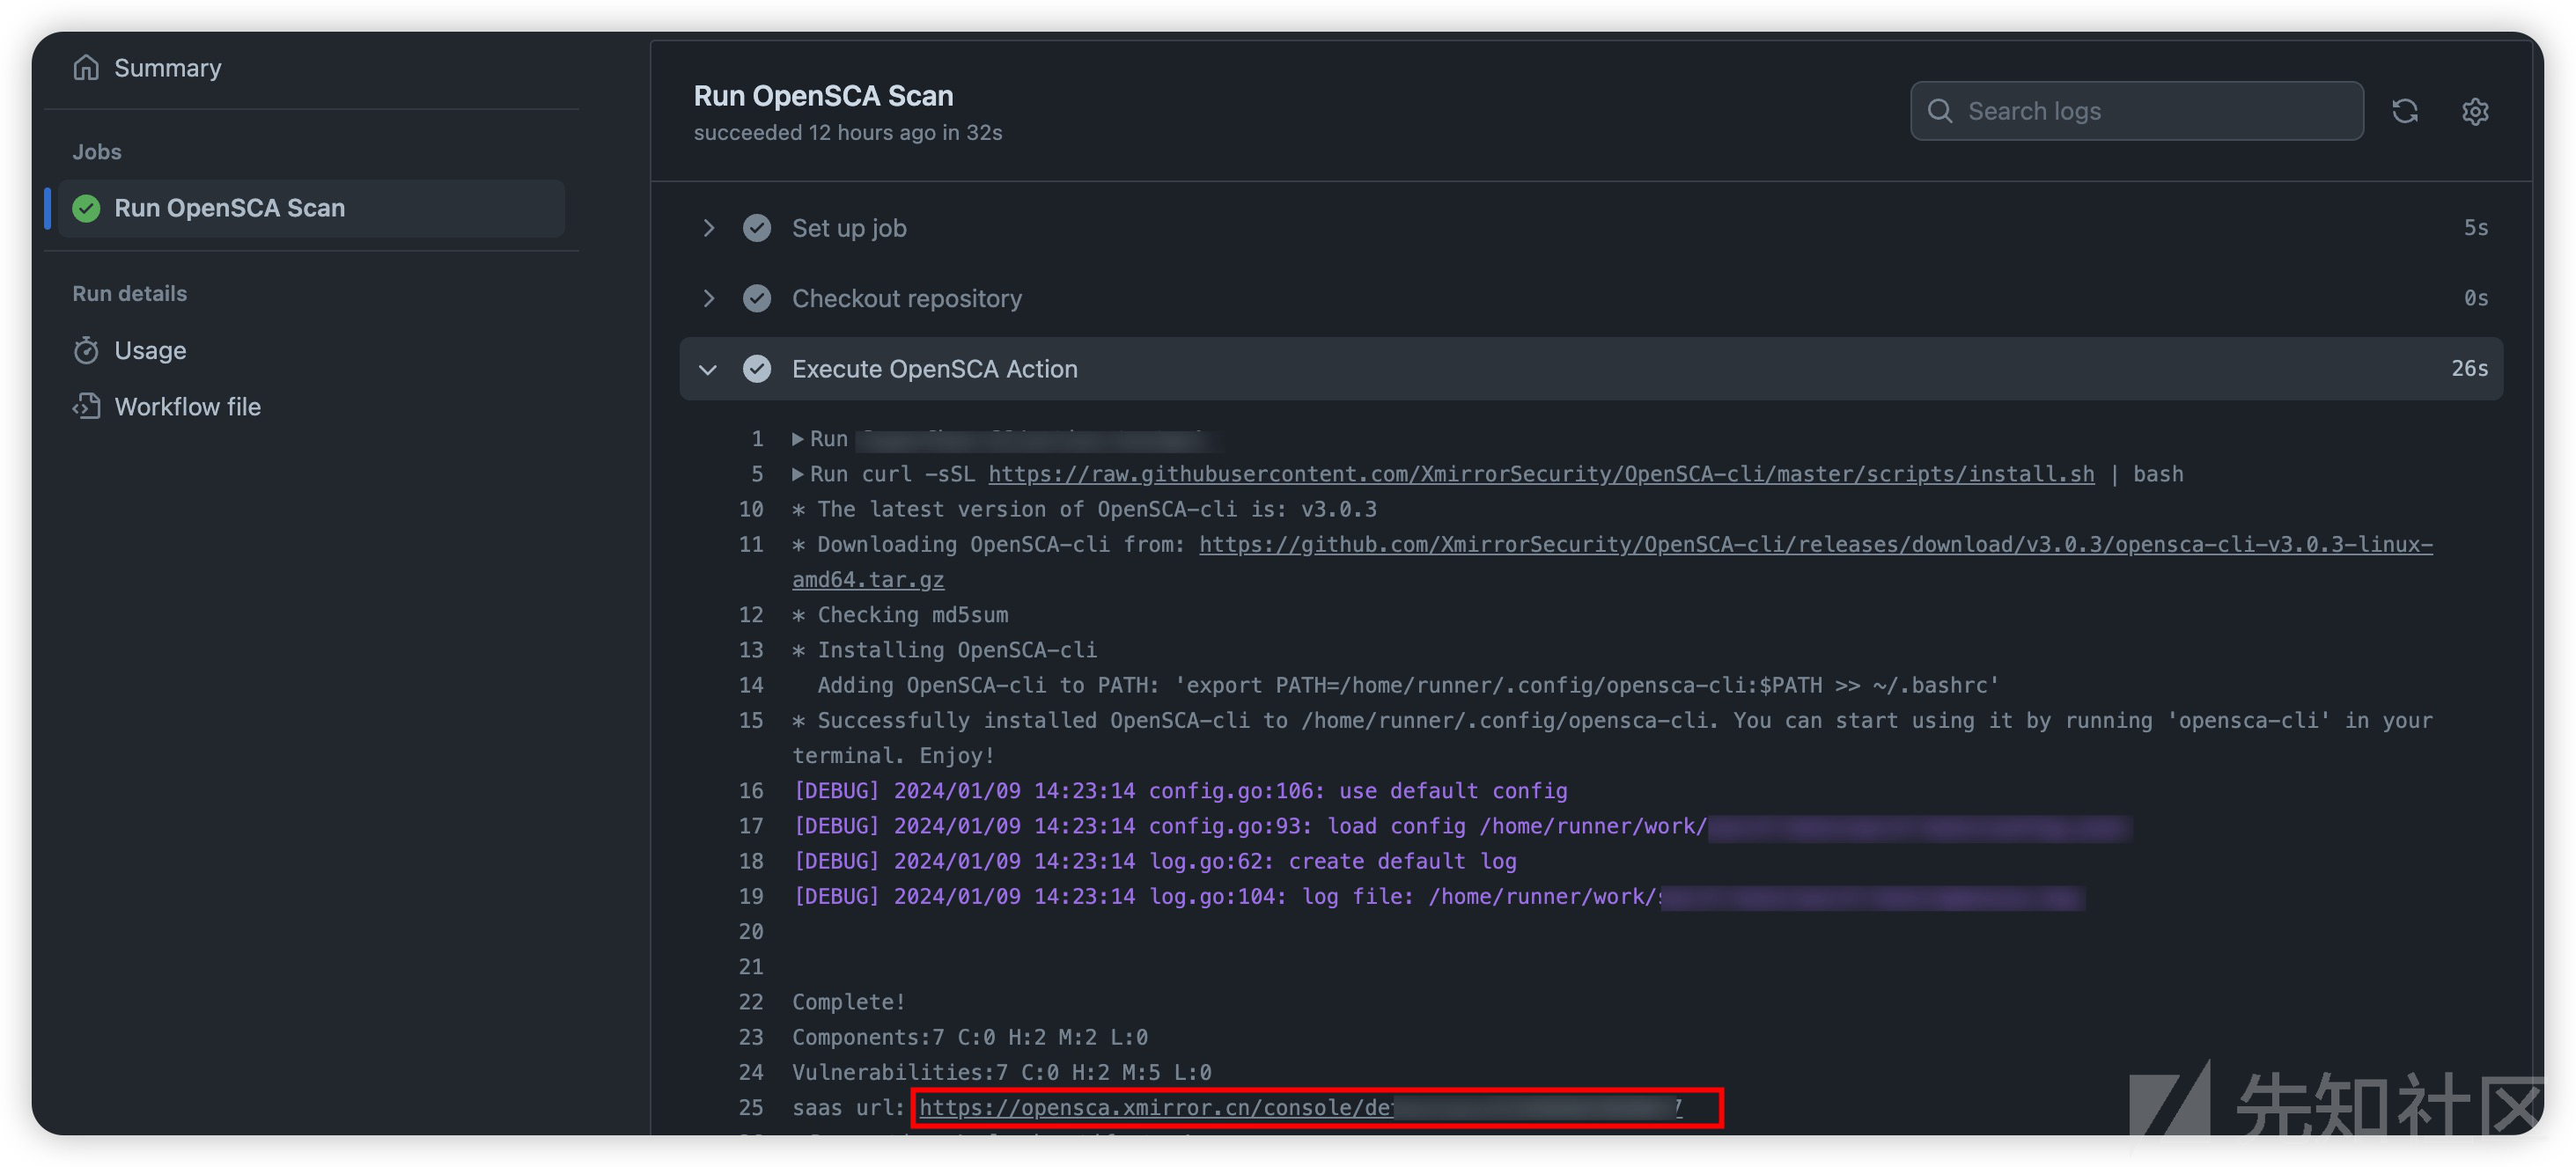 Summary
Jobs
Run OpenSCA Scan
Run details
Usage
Workflow file
Run OpenSCA Scan
succeeded 12 hours ago in 32s
Search logs
Set up job 5s
Checkout repository 0s
Execute OpenSCA Action 26s
1 Run
5 Run curl -sSL https://raw.githubusercontent.com/XmirrorSecurity/OpenSCA-cli/master/scripts/install.sh | bash
10 * The latest version of OpenSCA-cli is: v3.0.3
11 * Downloading OpenSCA-cli from: https://github.com/XmirrorSecurity/OpenSCA-cli/releases/download/v3.0.3/opensca-cli-v3.0.3-linux-
amd64.tar.gz
12 * Checking md5sum
13 * Installing OpenSCA-cli
14 Adding OpenSCA-cli to PATH: 'export PATH=/home/runner/.config/opensca-cli:$PATH >> ~/.bashrc'
15 * Successfully installed OpenSCA-cli to /home/runner/.config/opensca-cli. You can start using it by running 'opensca-cli' in your
terminal. Enjoy!
16 [DEBUG] 2024/01/09 14:23:14 config.go:106: use default config
17 [DEBUG] 2024/01/09 14:23:14 config.go:93: load config /home/runner/work/
18 [DEBUG] 2024/01/09 14:23:14 log.go:62: create default log
19 [DEBUG] 2024/01/09 14:23:14 log.go:104: log file: /home/runner/work/
20
21
22 Complete!
23 Components:7 C:0 H:2 M:2 L:0
24 Vulnerabilities:7 C:0 H:2 M:5 L:0
25 saas url: https://opensca.xmirror.cn/console/de
先知社区